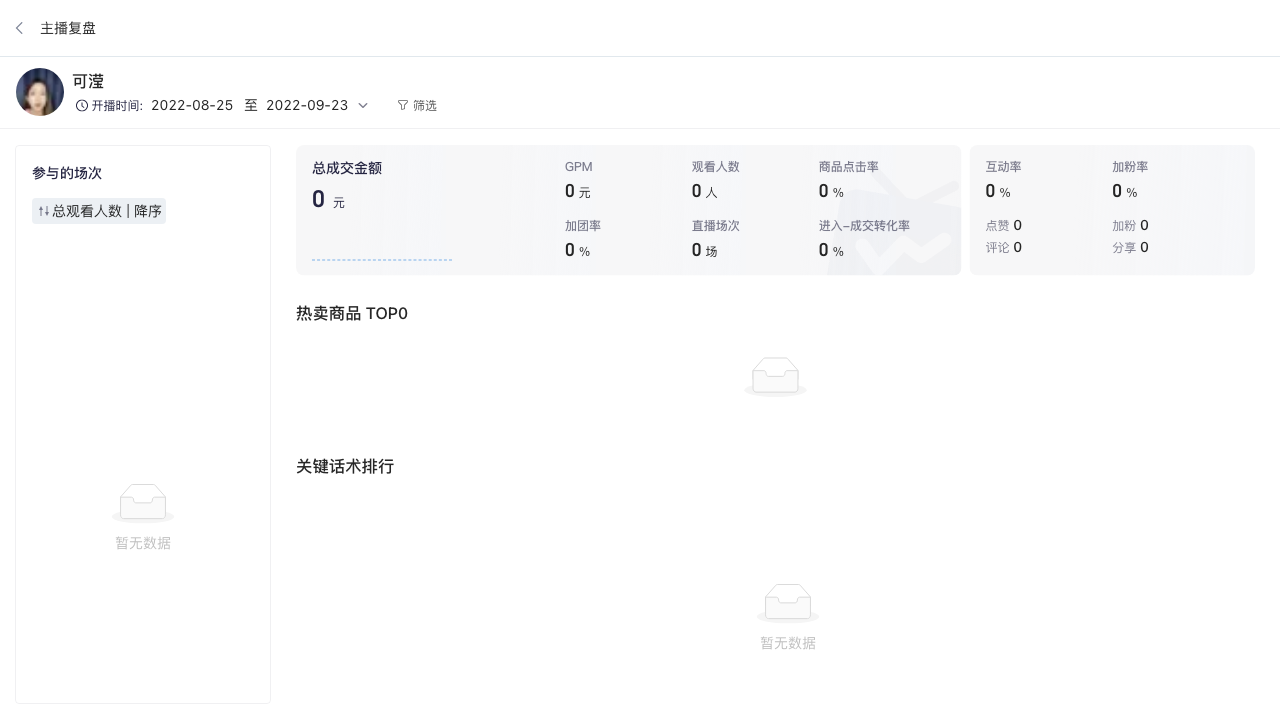 主播复盘
可滢
开播时间: 2022-08-25 至 2022-09-23 筛选
参与的场次
总观看人数 | 降序
暂无数据
总成交金额
0 元
GPM
0 元
观看人数
0 人
商品点击率
0 %
加团率
0 %
直播场次
0 场
进入-成交转化率
0 %
互动率
0 %
加粉率
0 %
点赞 0
加粉 0
评论 0
分享 0
热卖商品 TOP0
关键话术排行
暂无数据